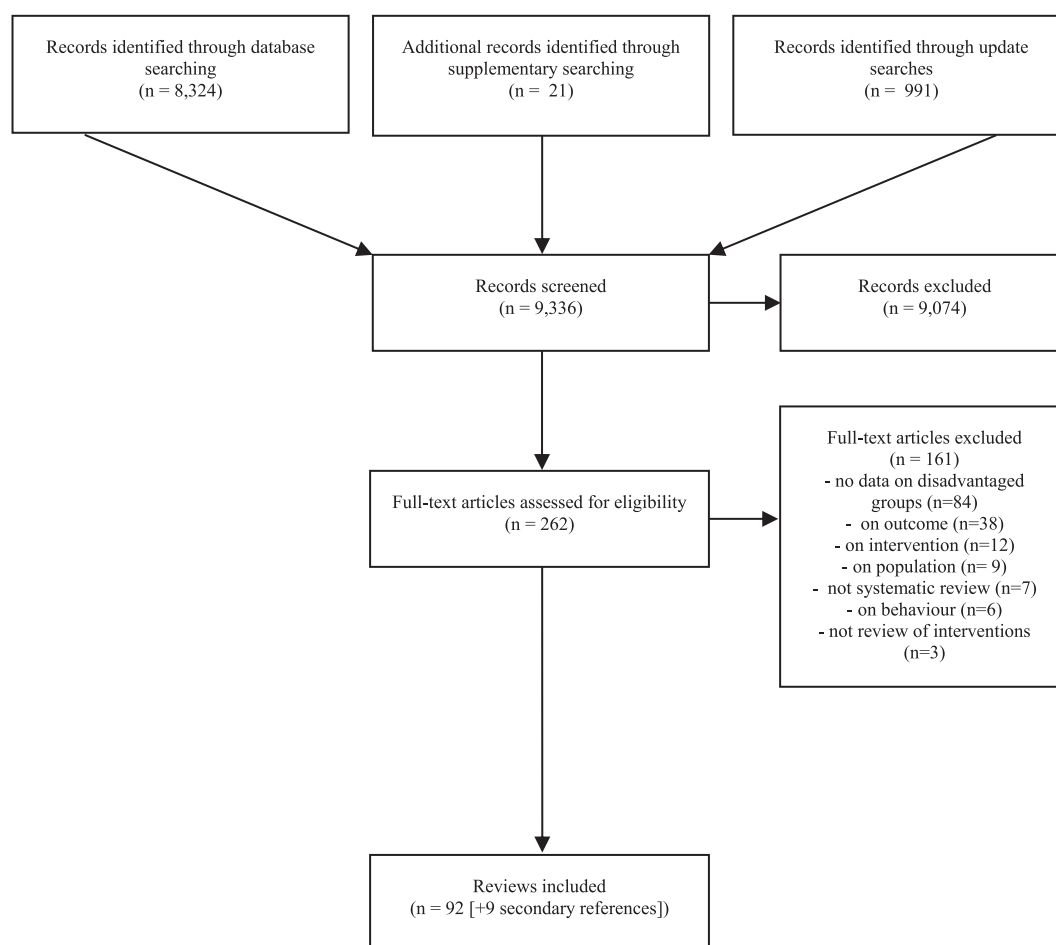 Records identified through database
searching
(n = 8,324)
Additional records identified through
supplementary searching
(n = 21)
Records identified through update
searches
(n = 991)
Records screened
(n = 9,336)
Records excluded
(n = 9,074)
Full-text articles assessed for eligibility
(n = 262)
Full-text articles excluded
(n = 161)
- no data on disadvantaged
groups (n=84)
- on outcome (n=38)
- on intervention (n=12)
- on population (n= 9)
- not systematic review (n=7)
- on behaviour (n=6)
- not review of interventions
(n=3)
Reviews included
(n = 92 [+9 secondary references])